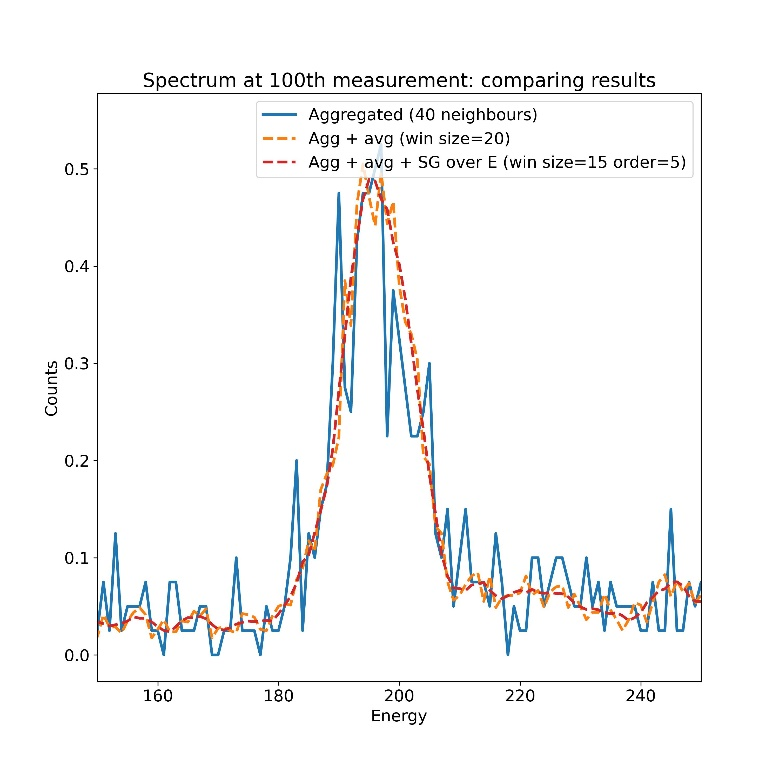 Spectrum at 100th measurement: comparing results
Aggregated (40 neighbours)
Agg + avg (win size=20)
Agg + avg + SG over E (win size=15 order=5)
0.5
0.4
0.3
0.2
0.1
0.0
Counts
160 180 200 220 240
Energy